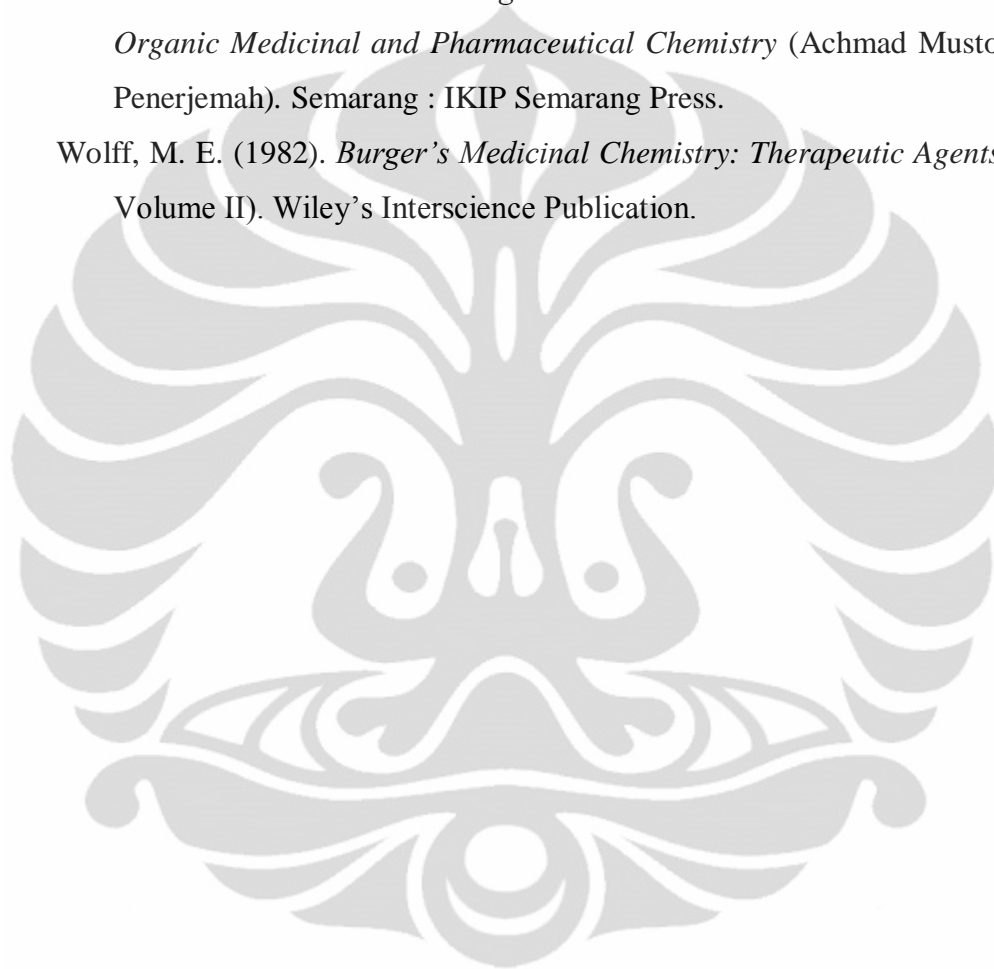 Organic Medicinal and Pharmaceutical Chemistry (Achmad Musto
Penerjemah). Semarang : IKIP Semarang Press.
Wolff, M. E. (1982). Burger’s Medicinal Chemistry: Therapeutic Agents
Volume II). Wiley’s Interscience Publication.